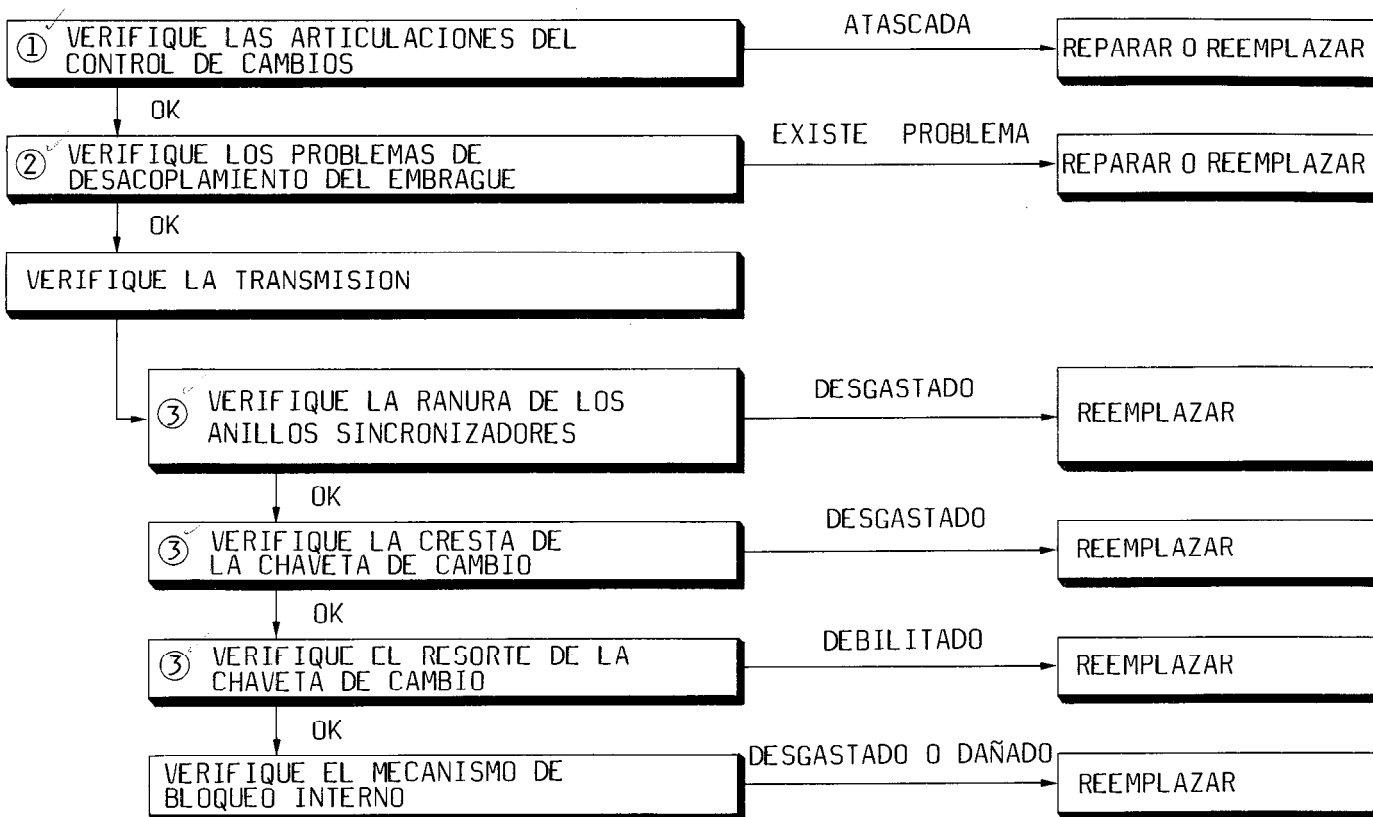 ① VERIFIQUE LAS ARTICULACIONES DEL
CONTROL DE CAMBIOS
ATASCADA
REPARAR O REEMPLAZAR
OK
② VERIFIQUE LOS PROBLEMAS DE
DESACOPLAMIENTO DEL EMBRAGUE
EXISTE PROBLEMA
REPARAR O REEMPLAZAR
OK
VERIFIQUE LA TRANSMISION
③ VERIFIQUE LA RANURA DE LOS
ANILLOS SINCRONIZADORES
DESGASTADO
REEMPLAZAR
OK
③ VERIFIQUE LA CRESTA DE
LA CHAVETA DE CAMBIO
DESGASTADO
REEMPLAZAR
OK
③ VERIFIQUE EL RESORTE DE LA
CHAVETA DE CAMBIO
DEBILITADO
REEMPLAZAR
OK
VERIFIQUE EL MECANISMO DE
BLOQUEO INTERNO
DESGASTADO O DAÑADO
REEMPLAZAR